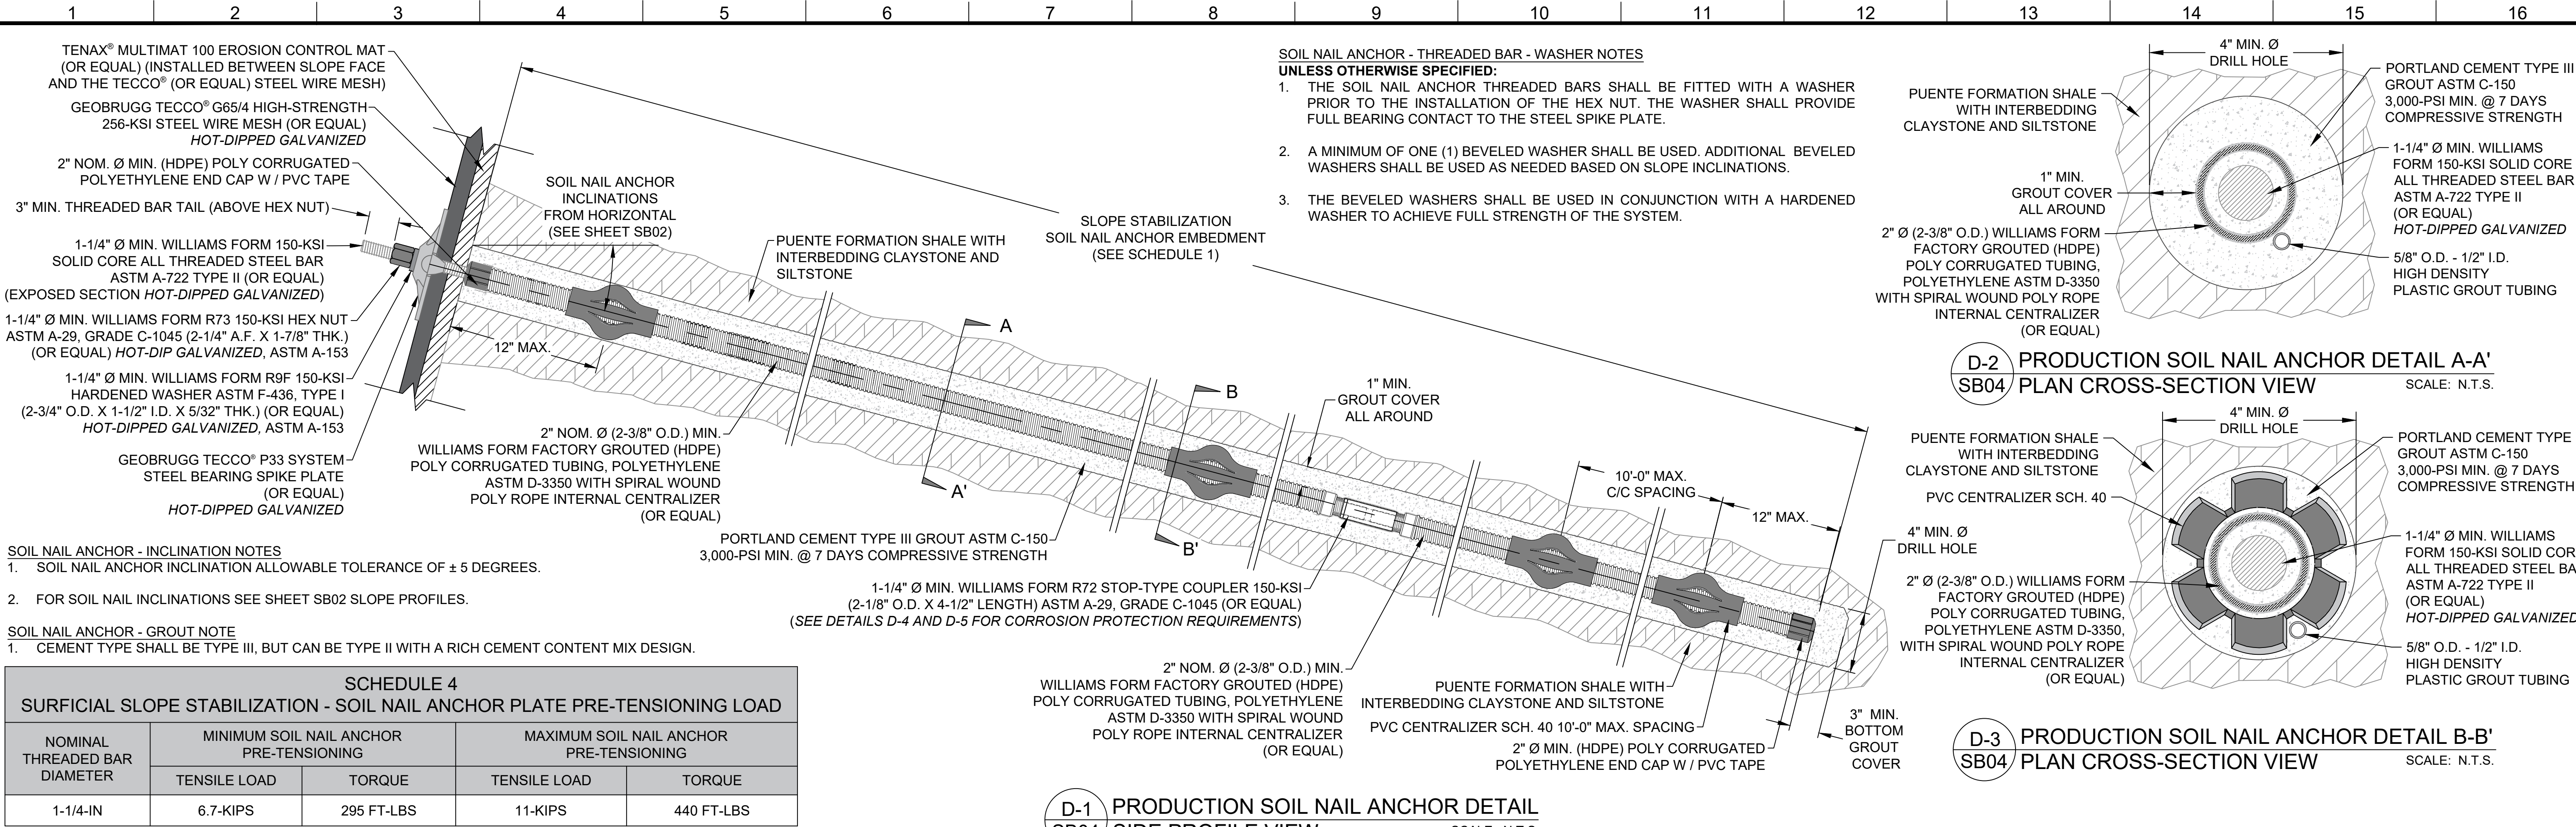 1 2 3 4 5 6 7 8 9 10 11 12 13 14 15 16
TENAX® MULTIMAT 100 EROSION CONTROL MAT
(OR EQUAL) (INSTALLED BETWEEN SLOPE FACE
AND THE TECCO® (OR EQUAL) STEEL WIRE MESH)
GEOBRUGG TECCO® G65/4 HIGH-STRENGTH
256-KSI STEEL WIRE MESH (OR EQUAL)
HOT-DIPPED GALVANIZED
2" NOM. Ø MIN. (HDPE) POLY CORRUGATED
POLYETHYLENE END CAP W / PVC TAPE
3" MIN. THREADED BAR TAIL (ABOVE HEX NUT)
1-1/4" Ø MIN. WILLIAMS FORM 150-KSI
SOLID CORE ALL THREADED STEEL BAR
ASTM A-722 TYPE II (OR EQUAL)
(EXPOSED SECTION HOT-DIPPED GALVANIZED)
1-1/4" Ø MIN. WILLIAMS FORM R73 150-KSI HEX NUT
ASTM A-29, GRADE C-1045 (2-1/4" A.F. X 1-7/8" THK.)
(OR EQUAL) HOT-DIP GALVANIZED, ASTM A-153
1-1/4" Ø MIN. WILLIAMS FORM R9F 150-KSI
HARDENED WASHER ASTM F-436, TYPE I
(2-3/4" O.D. X 1-1/2" I.D. X 5/32" THK.) (OR EQUAL)
HOT-DIPPED GALVANIZED, ASTM A-153
GEOBRUGG TECCO® P33 SYSTEM
STEEL BEARING SPIKE PLATE
(OR EQUAL)
HOT-DIPPED GALVANIZED
SOIL NAIL ANCHOR
INCLINATIONS
FROM HORIZONTAL
(SEE SHEET SB02)
12" MAX.
PUENTE FORMATION SHALE WITH
INTERBEDDING CLAYSTONE AND
SILTSTONE
SLOPE STABILIZATION
SOIL NAIL ANCHOR EMBEDMENT
(SEE SCHEDULE 1)
A
A'
B
B'
2" NOM. Ø (2-3/8" O.D.) MIN.
WILLIAMS FORM FACTORY GROUTED (HDPE)
POLY CORRUGATED TUBING, POLYETHYLENE
ASTM D-3350 WITH SPIRAL WOUND
POLY ROPE INTERNAL CENTRALIZER
(OR EQUAL)
PORTLAND CEMENT TYPE III GROUT ASTM C-150
3,000-PSI MIN. @ 7 DAYS COMPRESSIVE STRENGTH
1" MIN.
GROUT COVER
ALL AROUND
10'-0" MAX.
C/C SPACING
12" MAX.
4" MIN. Ø
DRILL HOLE
1-1/4" Ø MIN. WILLIAMS FORM R72 STOP-TYPE COUPLER 150-KSI
(2-1/8" O.D. X 4-1/2" LENGTH) ASTM A-29, GRADE C-1045 (OR EQUAL)
(SEE DETAILS D-4 AND D-5 FOR CORROSION PROTECTION REQUIREMENTS)
2" NOM. Ø (2-3/8" O.D.) MIN.
WILLIAMS FORM FACTORY GROUTED (HDPE)
POLY CORRUGATED TUBING, POLYETHYLENE
ASTM D-3350 WITH SPIRAL WOUND
POLY ROPE INTERNAL CENTRALIZER
(OR EQUAL)
PUENTE FORMATION SHALE WITH
INTERBEDDING CLAYSTONE AND SILTSTONE
PVC CENTRALIZER SCH. 40 10'-0" MAX. SPACING
2" Ø MIN. (HDPE) POLY CORRUGATED
POLYETHYLENE END CAP W / PVC TAPE
3" MIN.
BOTTOM
GROUT
COVER
D-1 PRODUCTION SOIL NAIL ANCHOR DETAIL
SB04 SIDE PROFILE VIEW SCALE: N.T.S.
SOIL NAIL ANCHOR - THREADED BAR - WASHER NOTES
UNLESS OTHERWISE SPECIFIED:
1. THE SOIL NAIL ANCHOR THREADED BARS SHALL BE FITTED WITH A WASHER
PRIOR TO THE INSTALLATION OF THE HEX NUT. THE WASHER SHALL PROVIDE
FULL BEARING CONTACT TO THE STEEL SPIKE PLATE.
2. A MINIMUM OF ONE (1) BEVELED WASHER SHALL BE USED. ADDITIONAL BEVELED
WASHERS SHALL BE USED AS NEEDED BASED ON SLOPE INCLINATIONS.
3. THE BEVELED WASHERS SHALL BE USED IN CONJUNCTION WITH A HARDENED
WASHER TO ACHIEVE FULL STRENGTH OF THE SYSTEM.
SOIL NAIL ANCHOR - INCLINATION NOTES
1. SOIL NAIL ANCHOR INCLINATION ALLOWABLE TOLERANCE OF ± 5 DEGREES.
2. FOR SOIL NAIL INCLINATIONS SEE SHEET SB02 SLOPE PROFILES.
SOIL NAIL ANCHOR - GROUT NOTE
1. CEMENT TYPE SHALL BE TYPE III, BUT CAN BE TYPE II WITH A RICH CEMENT CONTENT MIX DESIGN.
SCHEDULE 4
SURFICIAL SLOPE STABILIZATION - SOIL NAIL ANCHOR PLATE PRE-TENSIONING LOAD
NOMINAL
THREADED BAR
DIAMETER
MINIMUM SOIL NAIL ANCHOR
PRE-TENSIONING
MAXIMUM SOIL NAIL ANCHOR
PRE-TENSIONING
TENSILE LOAD TORQUE TENSILE LOAD TORQUE
1-1/4-IN 6.7-KIPS 295 FT-LBS 11-KIPS 440 FT-LBS
4" MIN. Ø
DRILL HOLE
PUENTE FORMATION SHALE
WITH INTERBEDDING
CLAYSTONE AND SILTSTONE
1" MIN.
GROUT COVER
ALL AROUND
2" Ø (2-3/8" O.D.) WILLIAMS FORM
FACTORY GROUTED (HDPE)
POLY CORRUGATED TUBING,
POLYETHYLENE ASTM D-3350
WITH SPIRAL WOUND POLY ROPE
INTERNAL CENTRALIZER
(OR EQUAL)
PORTLAND CEMENT TYPE III
GROUT ASTM C-150
3,000-PSI MIN. @ 7 DAYS
COMPRESSIVE STRENGTH
1-1/4" Ø MIN. WILLIAMS
FORM 150-KSI SOLID CORE
ALL THREADED STEEL BAR
ASTM A-722 TYPE II
(OR EQUAL)
HOT-DIPPED GALVANIZED
5/8" O.D. - 1/2" I.D.
HIGH DENSITY
PLASTIC GROUT TUBING
D-2 PRODUCTION SOIL NAIL ANCHOR DETAIL A-A'
SB04 PLAN CROSS-SECTION VIEW SCALE: N.T.S.
4" MIN. Ø
DRILL HOLE
PUENTE FORMATION SHALE
WITH INTERBEDDING
CLAYSTONE AND SILTSTONE
PVC CENTRALIZER SCH. 40
2" Ø (2-3/8" O.D.) WILLIAMS FORM
FACTORY GROUTED (HDPE)
POLY CORRUGATED TUBING,
POLYETHYLENE ASTM D-3350,
WITH SPIRAL WOUND POLY ROPE
INTERNAL CENTRALIZER
(OR EQUAL)
PORTLAND CEMENT TYPE
GROUT ASTM C-150
3,000-PSI MIN. @ 7 DAYS
COMPRESSIVE STRENGTH
1-1/4" Ø MIN. WILLIAMS
FORM 150-KSI SOLID COR
ALL THREADED STEEL BA
ASTM A-722 TYPE II
(OR EQUAL)
HOT-DIPPED GALVANIZED
5/8" O.D. - 1/2" I.D.
HIGH DENSITY
PLASTIC GROUT TUBING
D-3 PRODUCTION SOIL NAIL ANCHOR DETAIL B-B'
SB04 PLAN CROSS-SECTION VIEW SCALE: N.T.S.